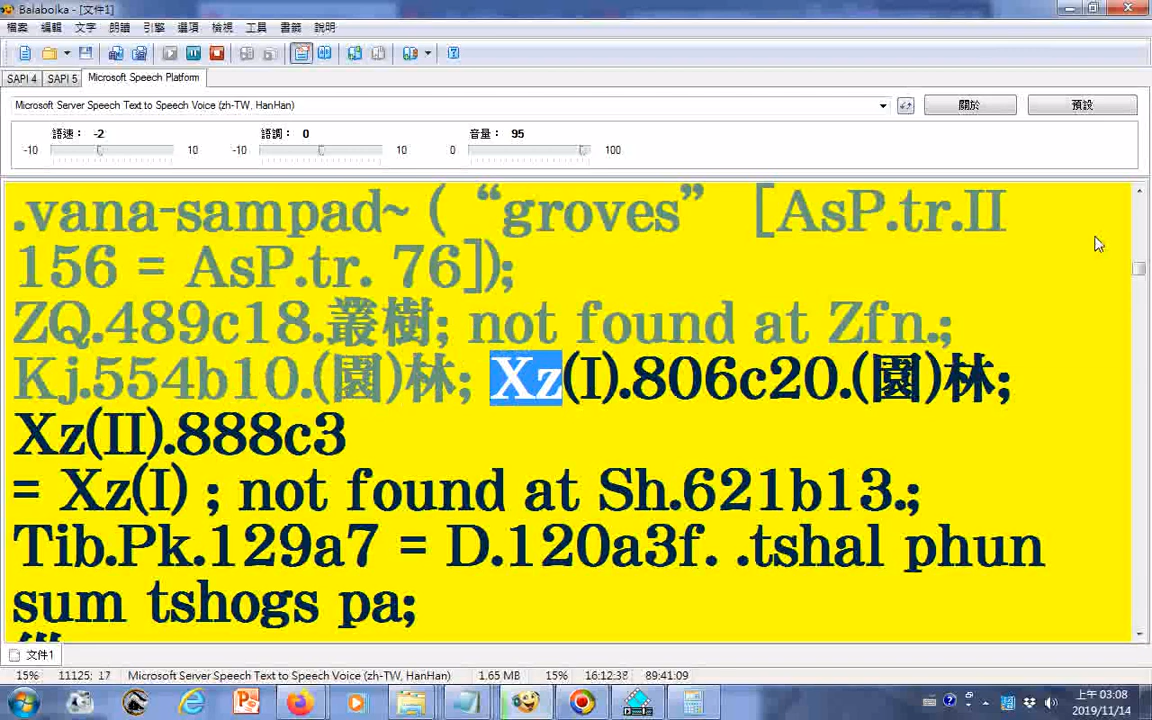 Balabolka - [文件1]
檔案 編輯 文字 朗讀 引擎 選項 檢視 工具 書籤 說明
SAPI 4 SAPI 5 Microsoft Speech Platform
Microsoft Server Speech Text to Speech Voice (zh-TW, HanHan) 關於 預設
語速： -2 語調： 0 音量： 95
-10 10 -10 10 0 100
.vana-sampad~ (“groves” [AsP.tr.II
156 = AsP.tr. 76]);
ZQ.489c18.叢樹; not found at Zfn.;
Kj.554b10.(園)林; Xz(I).806c20.(園)林;
Xz(II).888c3
= Xz(I) ; not found at Sh.621b13.;
Tib.Pk.129a7 = D.120a3f. .tshal phun
sum tshogs pa;
文件1
15% 11125: 17 Microsoft Server Speech Text to Speech Voice (zh-TW, HanHan) 1.65 MB 15% 16:12:38 89:41:09
上午 03:08
2019/11/14